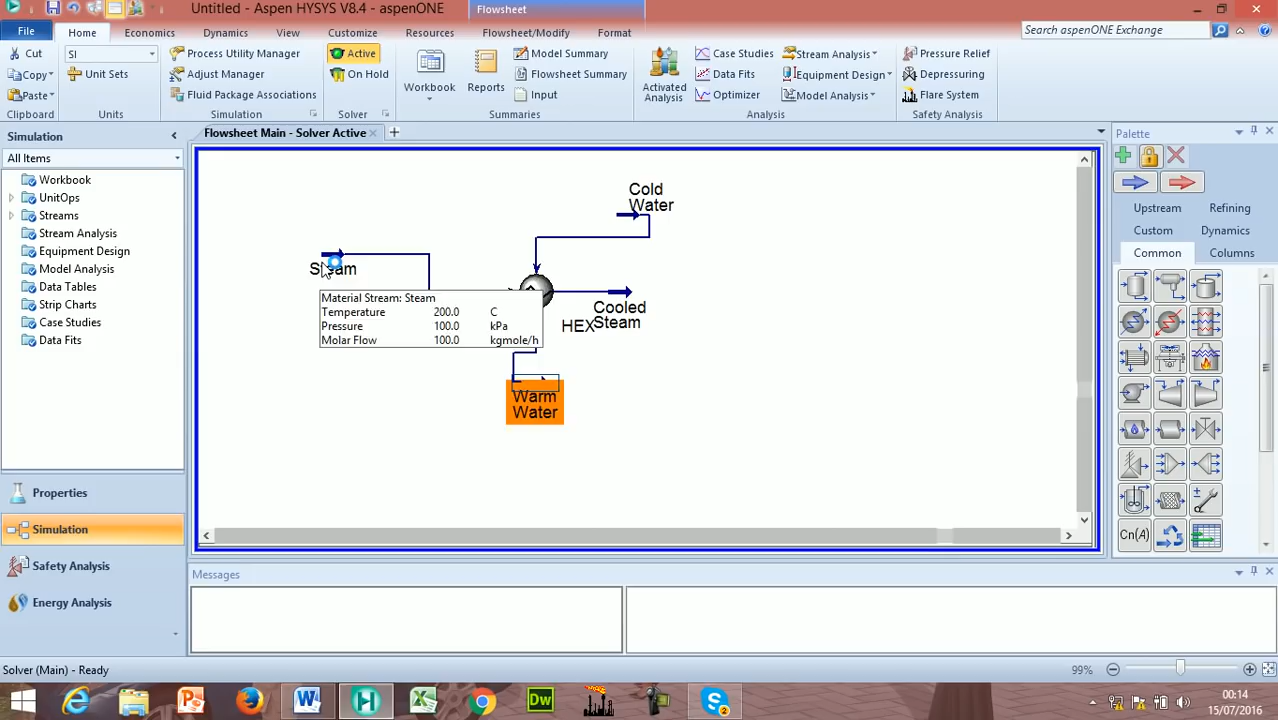 Untitled - Aspen HYSYS V8.4 - aspenONE
Flowsheet
File
Home
Economics
Dynamics
View
Customize
Resources
Flowsheet/Modify
Format
Search aspenONE Exchange
Cut
Copy
Paste
Clipboard
SI
Unit Sets
Units
Process Utility Manager
Adjust Manager
Fluid Package Associations
Simulation
Active
On Hold
Solver
Workbook
Reports
Model Summary
Flowsheet Summary
Input
Summaries
Activated
Analysis
Case Studies
Data Fits
Optimizer
Stream Analysis
Equipment Design
Model Analysis
Analysis
Pressure Relief
Depressuring
Flare System
Safety Analysis
Simulation
All Items
Workbook
UnitOps
Streams
Stream Analysis
Equipment Design
Model Analysis
Data Tables
Strip Charts
Case Studies
Data Fits
Properties
Simulation
Safety Analysis
Energy Analysis
Flowsheet Main - Solver Active
Cold
Water
Steam
Material Stream: Steam
Temperature 200.0 C
Pressure 100.0 kPa
Molar Flow 100.0 kgmole/h
Cooled
Steam
HEX
Warm
Water
Palette
Upstream
Refining
Custom
Dynamics
Common
Columns
Cn(A)
Messages
Solver (Main) - Ready
99%
W
H
X
Dw
S
2
00:14
15/07/2016